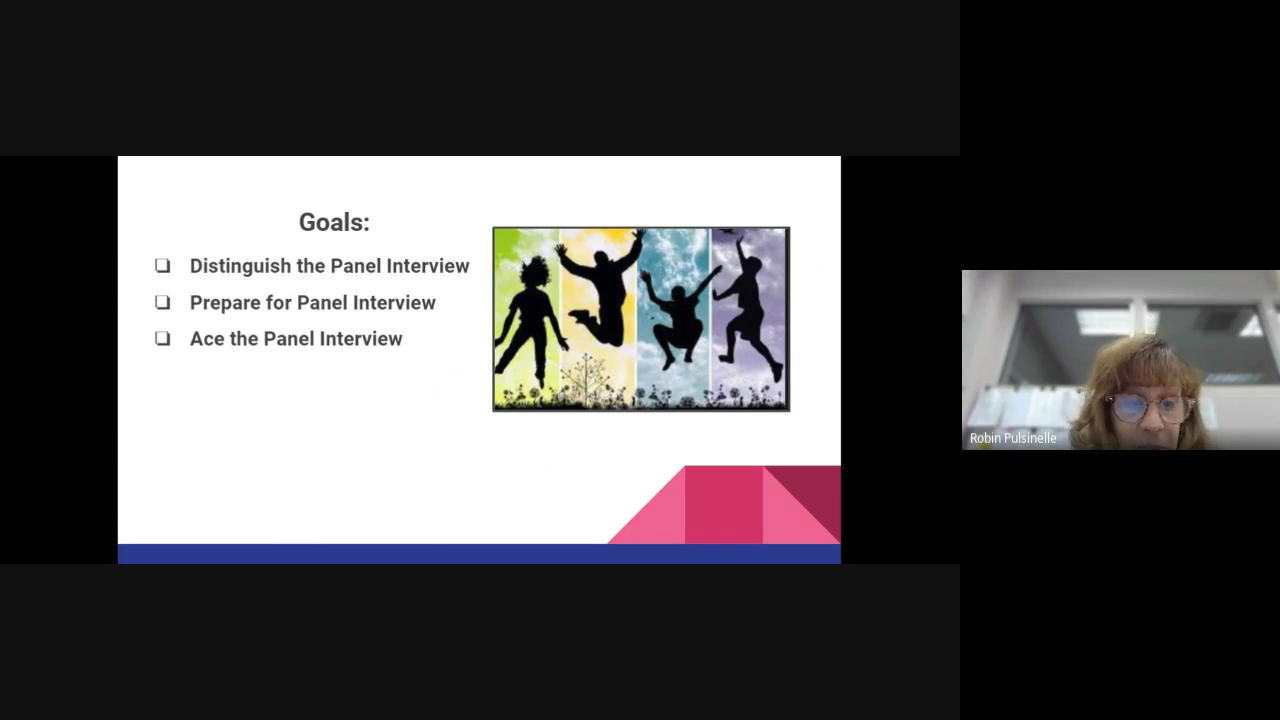 Goals:
❏ Distinguish the Panel Interview
❏ Prepare for Panel Interview
❏ Ace the Panel Interview
Robin Pulsinelle